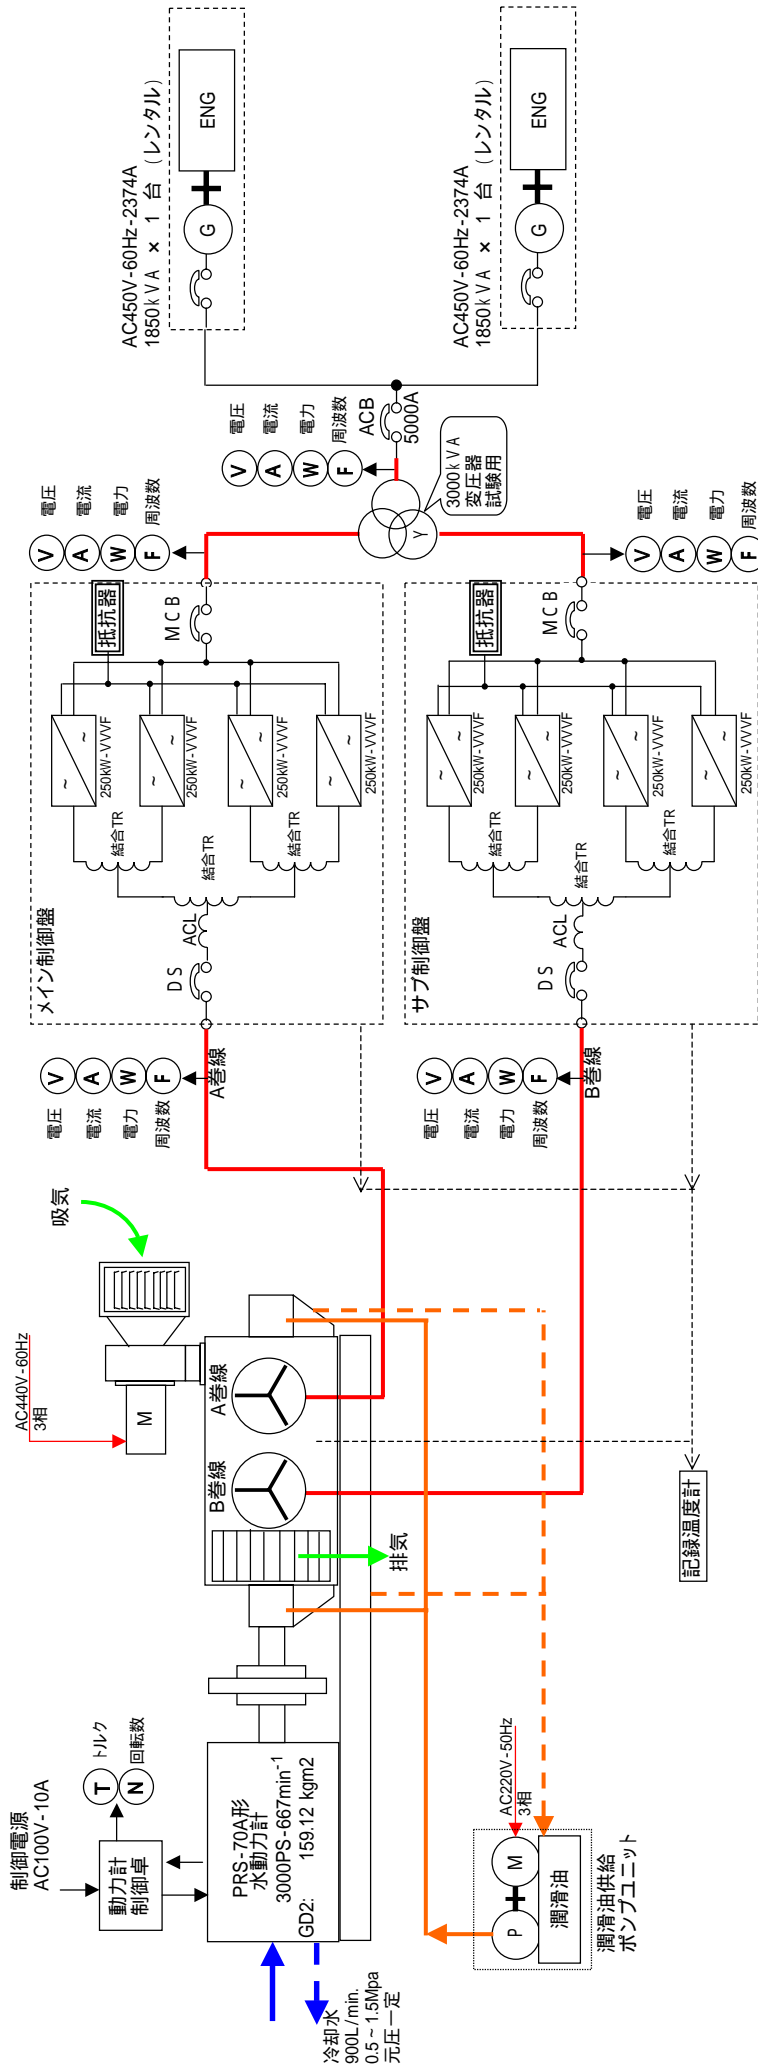 制御電源
AC100V-10A
動力計
制御卓
T
トルク
N
回転数
PRS-70A形
水動力計
3000PS-667min-1
GD2: 159.12 kgm2
冷却水
900L/min.
0.5~1.5Mpa
元圧一定
AC440V-60Hz
3相
M
吸気
B巻線
A巻線
排気
AC220V-50Hz
3相
P
M
潤滑油
潤滑油供給
ポンプユニット
記録温度計
V
電圧
A
電流
W
電力
F
周波数
A巻線
V
電圧
A
電流
W
電力
F
周波数
B巻線
メイン制御盤
DS
ACL
結合TR
結合TR
結合TR
~
~
250kW-VVVF
~
~
250kW-VVVF
~
~
250kW-VVVF
~
~
250kW-VVVF
抵抗器
MCB
サブ制御盤
DS
ACL
結合TR
結合TR
結合TR
~
~
250kW-VVVF
~
~
250kW-VVVF
~
~
250kW-VVVF
~
~
250kW-VVVF
抵抗器
MCB
V
電圧
A
電流
W
電力
F
周波数
V
電圧
A
電流
W
電力
F
周波数
V
電圧
A
電流
W
電力
F
周波数
Y
3000kVA
変圧器
試験用
ACB
5000A
AC450V-60Hz-2374A
1850kVA × 1 台 (レンタル)
G
ENG
AC450V-60Hz-2374A
1850kVA × 1 台 (レンタル)
G
ENG